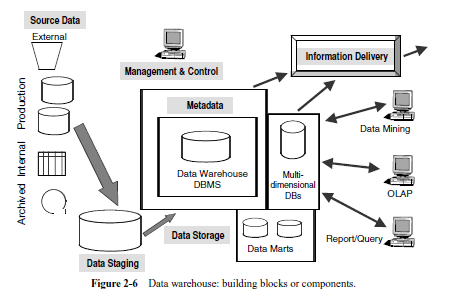 Source Data
External
Production
Internal
Archived
Management & Control
Information Delivery
Metadata
Data Warehouse
DBMS
Multi-
dimensional
DBs
Data Mining
OLAP
Report/Query
Data Storage
Data Marts
Data Staging
Figure 2-6 Data warehouse: building blocks or components.